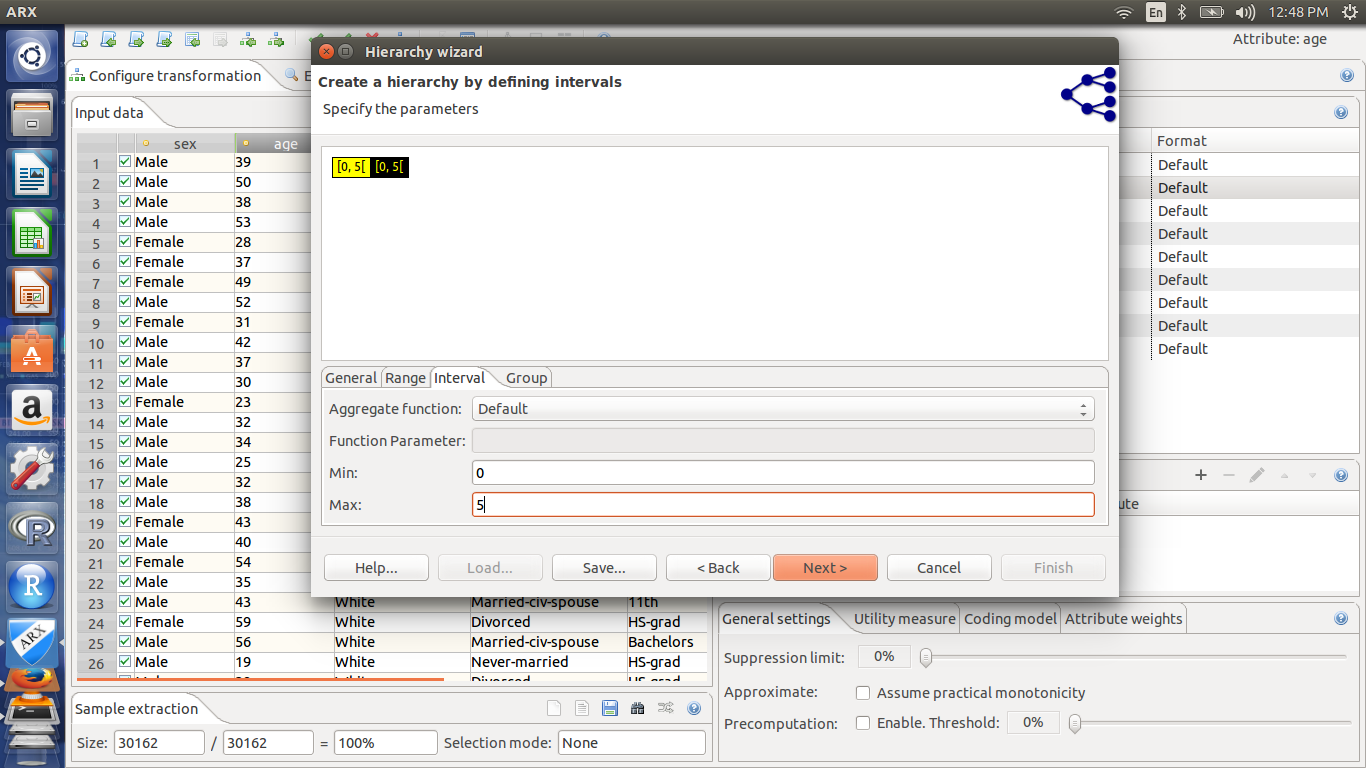 ARX
En
12:48 PM
Attribute: age
Configure transformation
Hierarchy wizard
Create a hierarchy by defining intervals
Specify the parameters
[0, 5[ [0, 5[
General Range Interval Group
Aggregate function: Default
Function Parameter:
Min: 0
Max: 5
Help... Load... Save... < Back Next > Cancel Finish
Input data
sex age
1 Male 39
2 Male 50
3 Male 38
4 Male 53
5 Female 28
6 Female 37
7 Female 49
8 Male 52
9 Female 31
10 Male 42
11 Male 37
12 Male 30
13 Female 23
14 Male 32
15 Male 34
16 Male 25
17 Male 32
18 Male 38
19 Female 43
20 Male 40
21 Female 54
22 Male 35
23 Male 43 White Married-civ-spouse 11th
24 Female 59 White Divorced HS-grad
25 Male 56 White Married-civ-spouse Bachelors
26 Male 19 White Never-married HS-grad
Format
Default
Default
Default
Default
Default
Default
Default
Default
Default
Sample extraction
Size: 30162 / 30162 = 100% Selection mode: None
General settings Utility measure Coding model Attribute weights
Suppression limit: 0%
Approximate: Assume practical monotonicity
Precomputation: Enable. Threshold: 0%
a
R
R
ARX